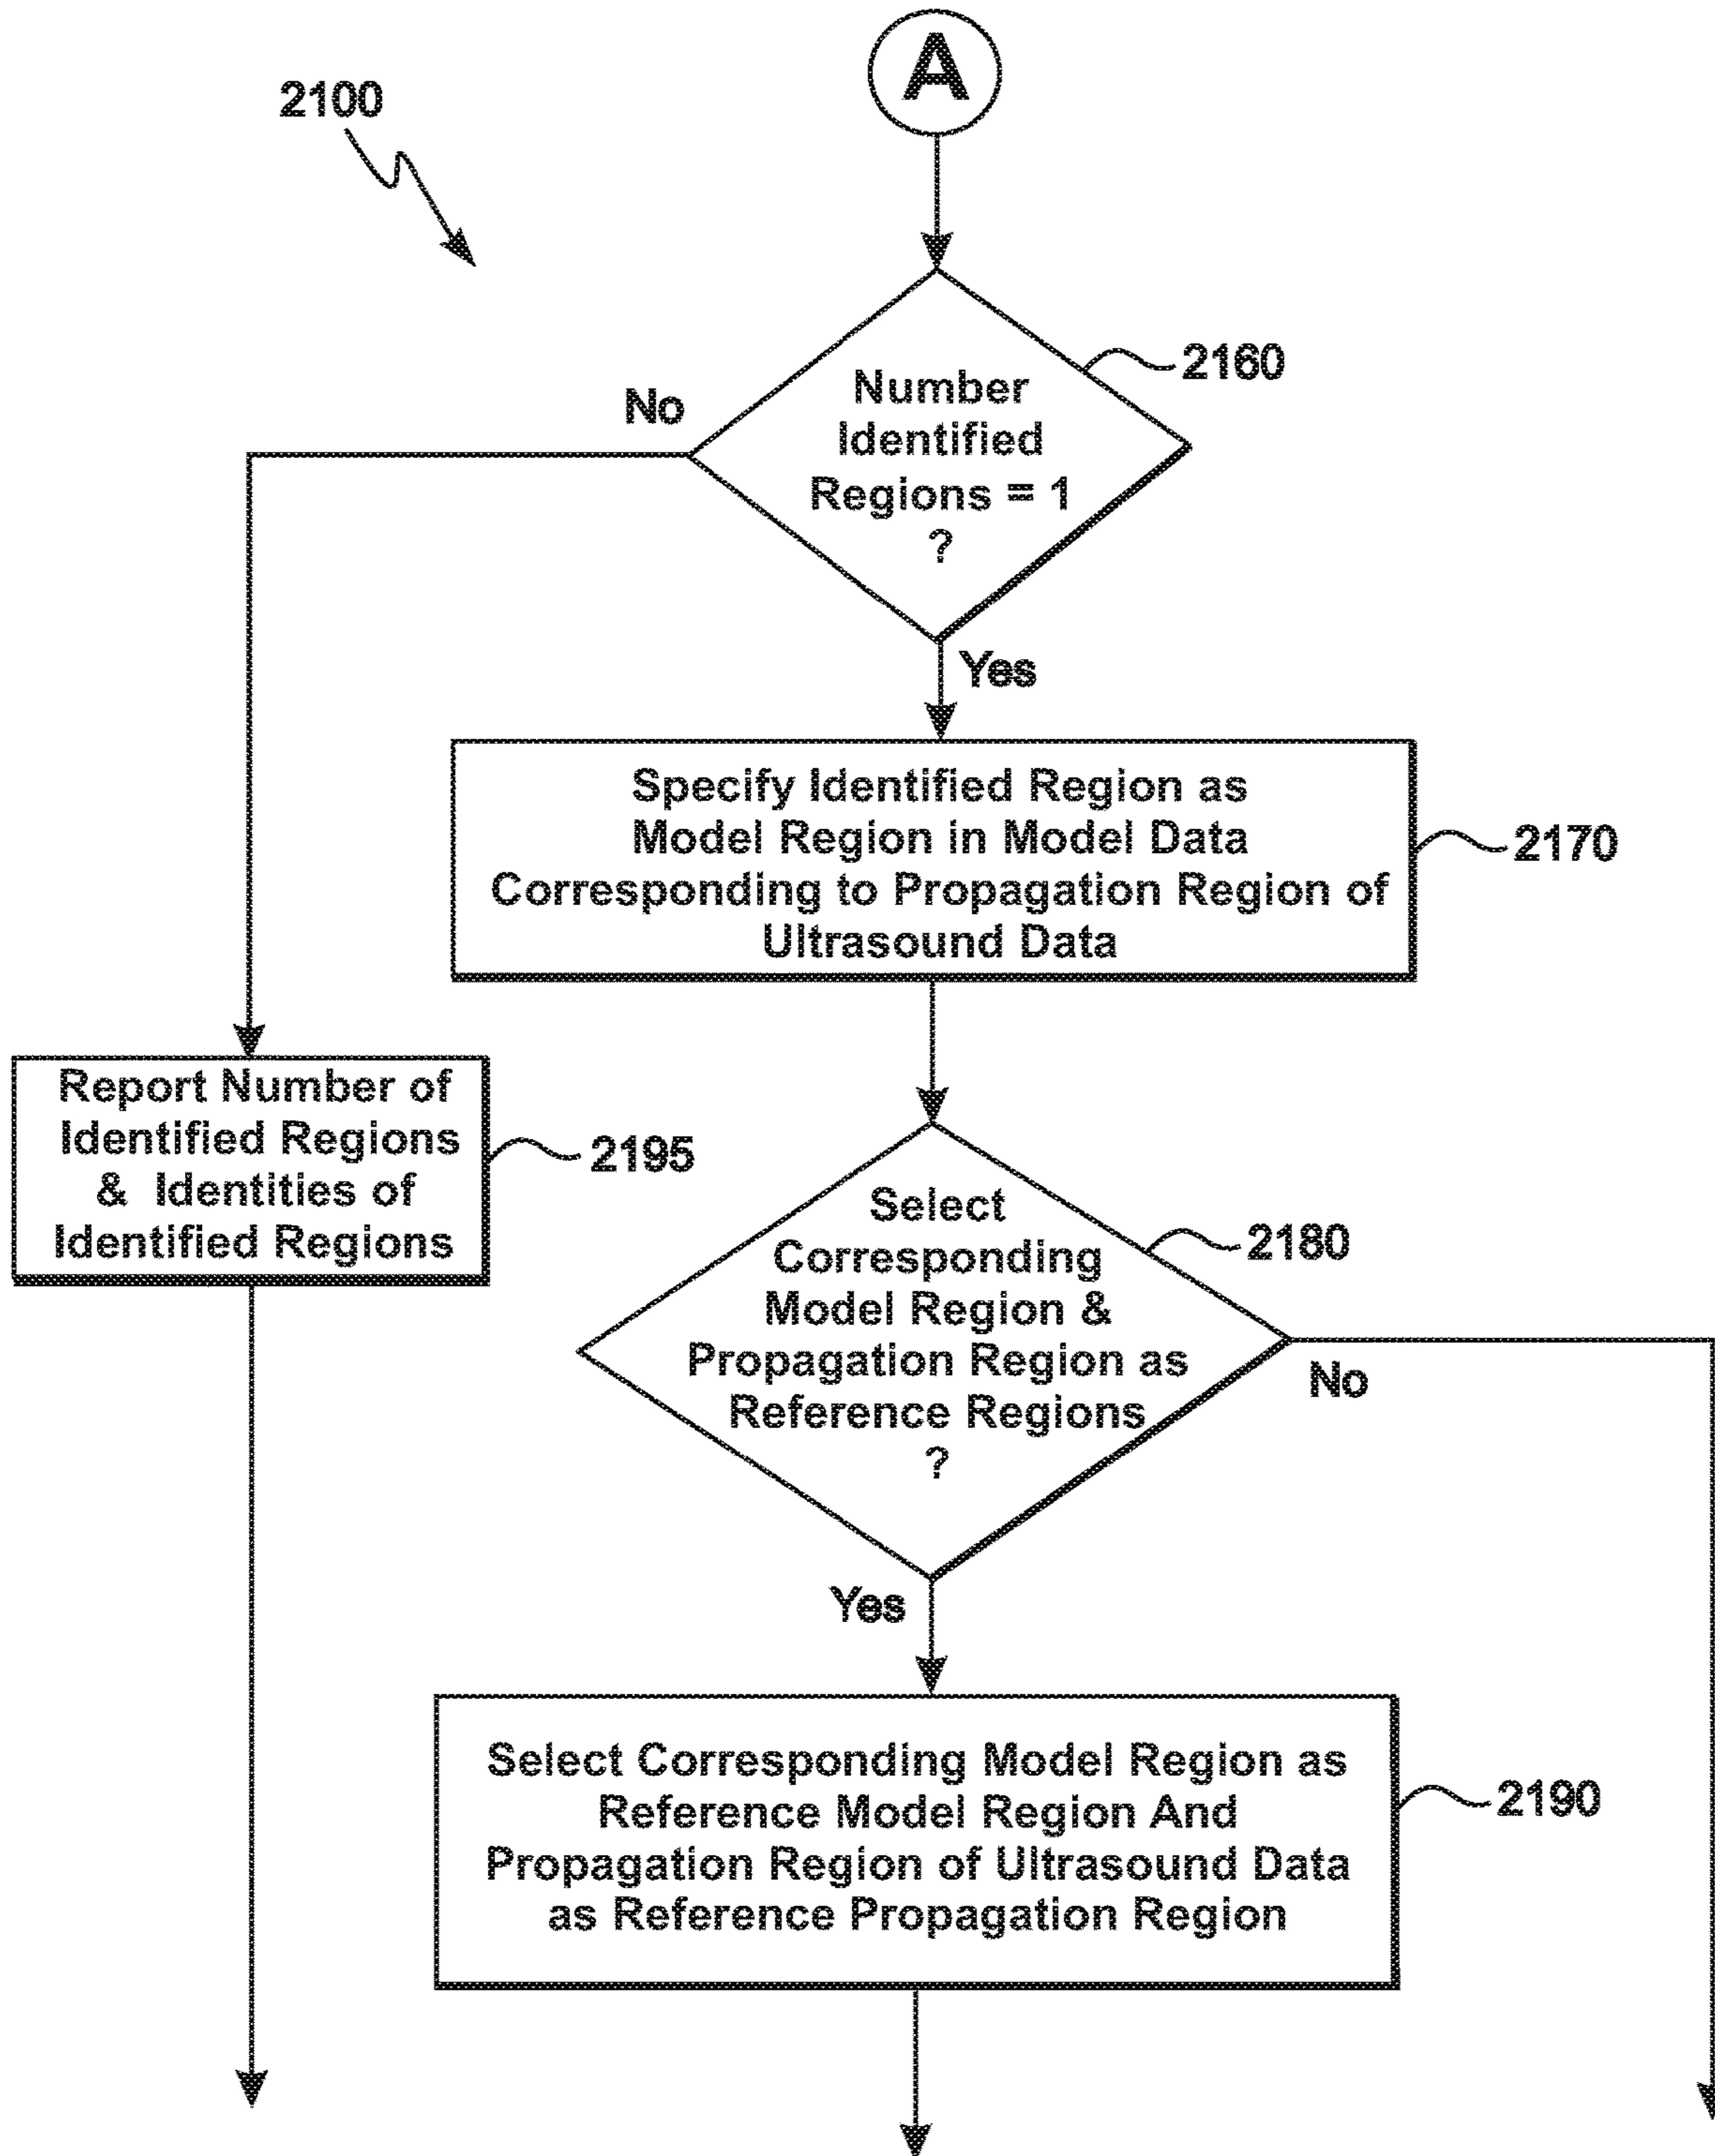 A
2100
2160
No
Number
Identified
Regions = 1
?
Yes
Specify Identified Region as
Model Region in Model Data
Corresponding to Propagation Region of
Ultrasound Data
2170
Report Number of
Identified Regions
& Identities of
Identified Regions
2195
Select
Corresponding
Model Region &
Propagation Region as
Reference Regions
?
2180
No
Yes
Select Corresponding Model Region as
Reference Model Region And
Propagation Region of Ultrasound Data
as Reference Propagation Region
2190